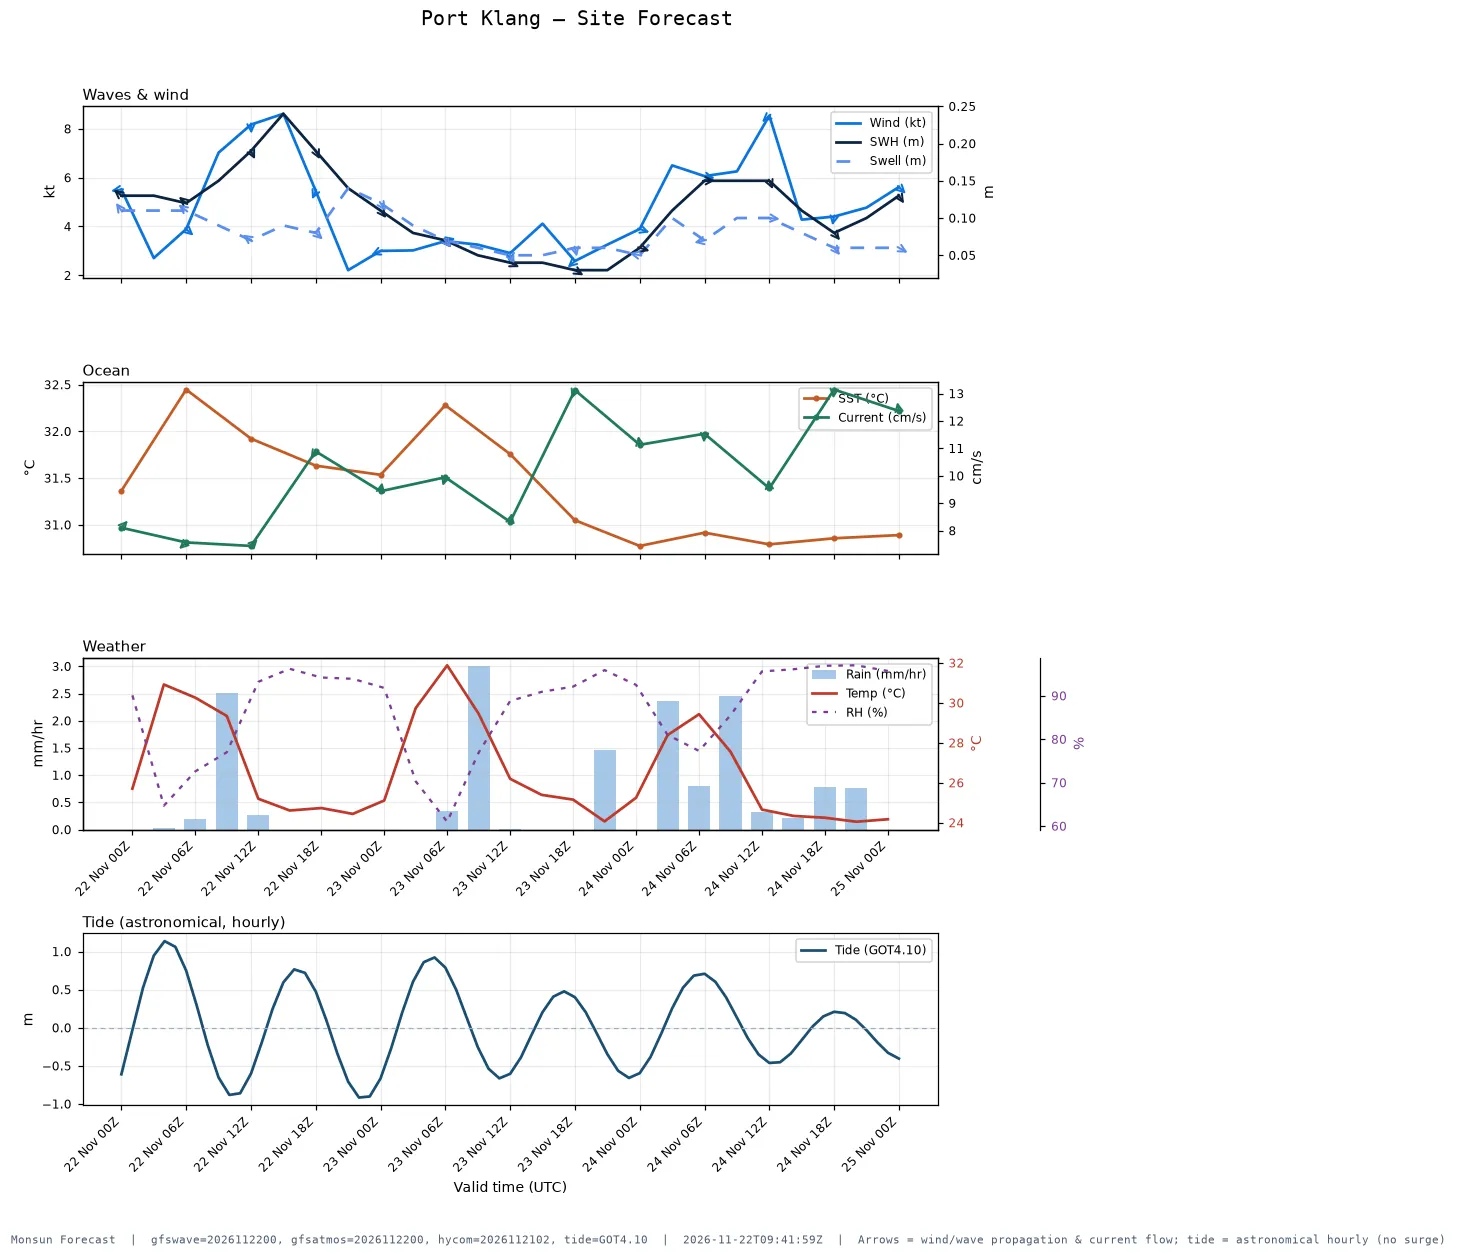 Port Klang — Site Forecast
Waves & wind
kt
8
6
4
2
0.25
0.20
0.15
0.10
0.05
m
Wind (kt)
SWH (m)
Swell (m)
Ocean
°C
32.5
32.0
31.5
31.0
13
12
11
10
9
8
cm/s
SST (°C)
Current (cm/s)
Weather
mm/hr
3.0
2.5
2.0
1.5
1.0
0.5
0.0
32
30
28
26
24
°C
90
80
70
60
%
Rain (mm/hr)
Temp (°C)
RH (%)
22 Nov 00Z
22 Nov 06Z
22 Nov 12Z
22 Nov 18Z
23 Nov 00Z
23 Nov 06Z
23 Nov 12Z
23 Nov 18Z
24 Nov 00Z
24 Nov 06Z
24 Nov 12Z
24 Nov 18Z
25 Nov 00Z
Tide (astronomical, hourly)
m
1.0
0.5
0.0
−0.5
−1.0
Tide (GOT4.10)
22 Nov 00Z
22 Nov 06Z
22 Nov 12Z
22 Nov 18Z
23 Nov 00Z
23 Nov 06Z
23 Nov 12Z
23 Nov 18Z
24 Nov 00Z
24 Nov 06Z
24 Nov 12Z
24 Nov 18Z
25 Nov 00Z
Valid time (UTC)
Monsun Forecast | gfswave=2026112200, gfsatmos=2026112200, hycom=2026112102, tide=GOT4.10 | 2026-11-22T09:41:59Z | Arrows = wind/wave propagation & current flow; tide = astronomical hourly (no surge)